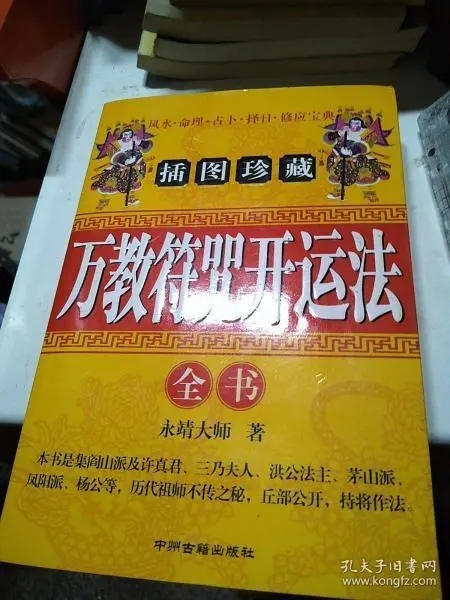 风水·命理·占卜·择日·修应宝典
插图珍藏
万教符咒开运法
全书
永靖大师 著
本书是集阎山派及许真君、三乃夫人、洪公法主、茅山派、
凤阳派、杨公等，历代祖师不传之秘，丘部公开，持将作法。
中州古籍出版社
孔夫子旧书网
www.kongfz.com